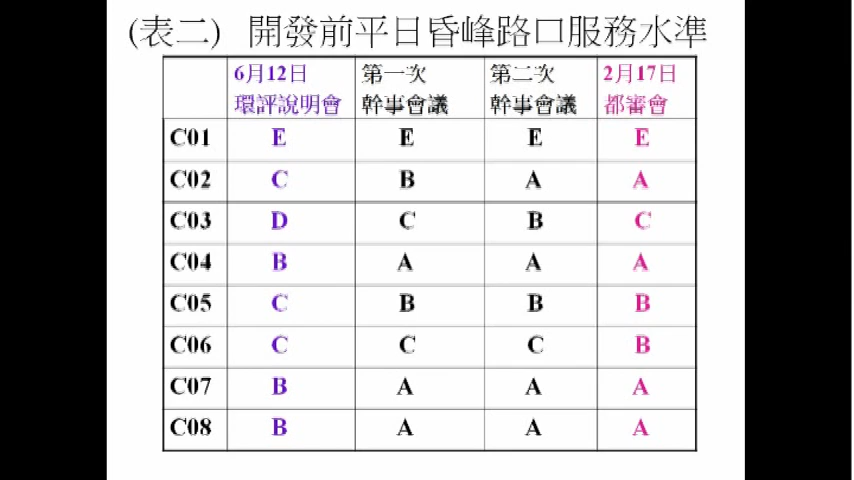 (表二) 開發前平日昏峰路口服務水準
6月12日 第一次 第二次 2月17日
環評說明會 幹事會議 幹事會議 都審會
C01 E E E E
C02 C B A A
C03 D C B C
C04 B A A A
C05 C B B B
C06 C C C B
C07 B A A A
C08 B A A A